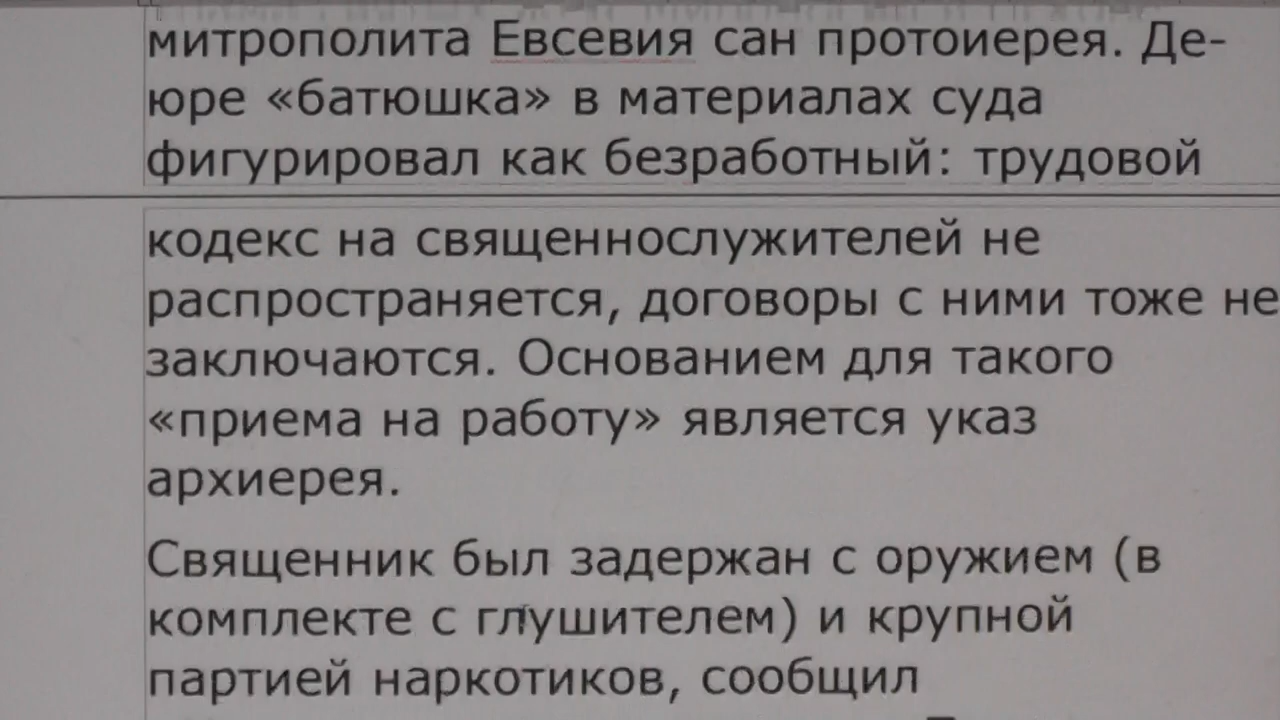 митрополита Евсевия сан протоиерея. Де-
юре «батюшка» в материалах суда
фигурировал как безработный: трудовой
кодекс на священнослужителей не
распространяется, договоры с ними тоже не
заключаются. Основанием для такого
«приема на работу» является указ
архиерея.
Священник был задержан с оружием (в
комплекте с глушителем) и крупной
партией наркотиков, сообщил